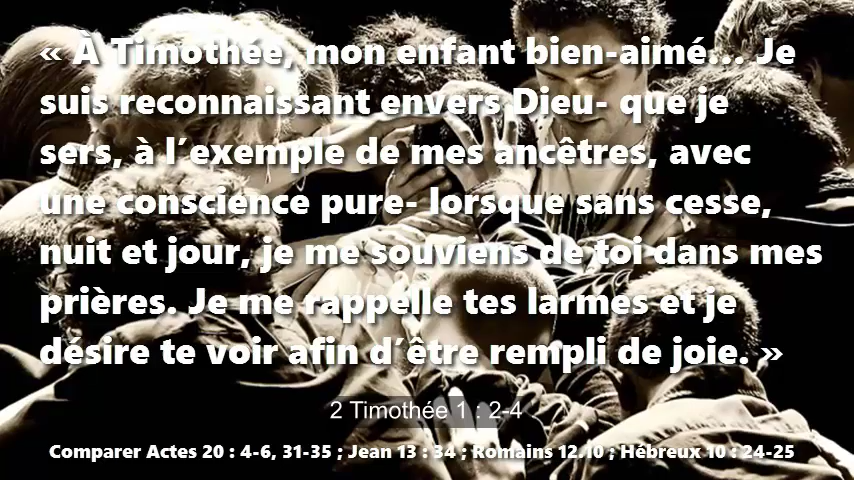 « À Timothée, mon enfant bien-aimé... Je
suis reconnaissant envers Dieu- que je
sers, à l´exemple de mes ancêtres, avec
une conscience pure- lorsque sans cesse,
nuit et jour, je me souviens de toi dans mes
prières. Je me rappelle tes larmes et je
désire te voir afin d´être rempli de joie. »
2 Timothée 1 : 2-4
Comparer Actes 20 : 4-6, 31-35 ; Jean 13 : 34 ; Romains 12.10 ; Hébreux 10 : 24-25